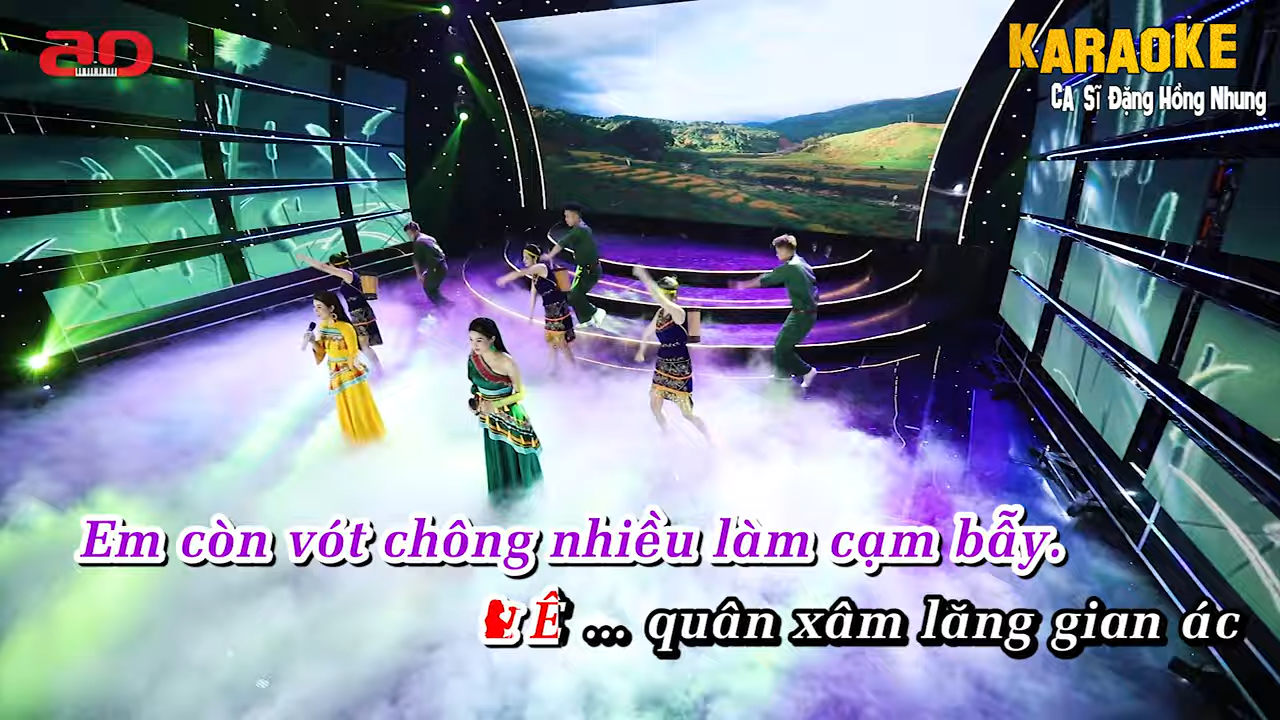 an
KARAOKE
CA Sĩ Đặng Hồng Nhung
Em còn vót chông nhiều làm cạm bẫy.
Ê ... quân xâm lăng gian ác